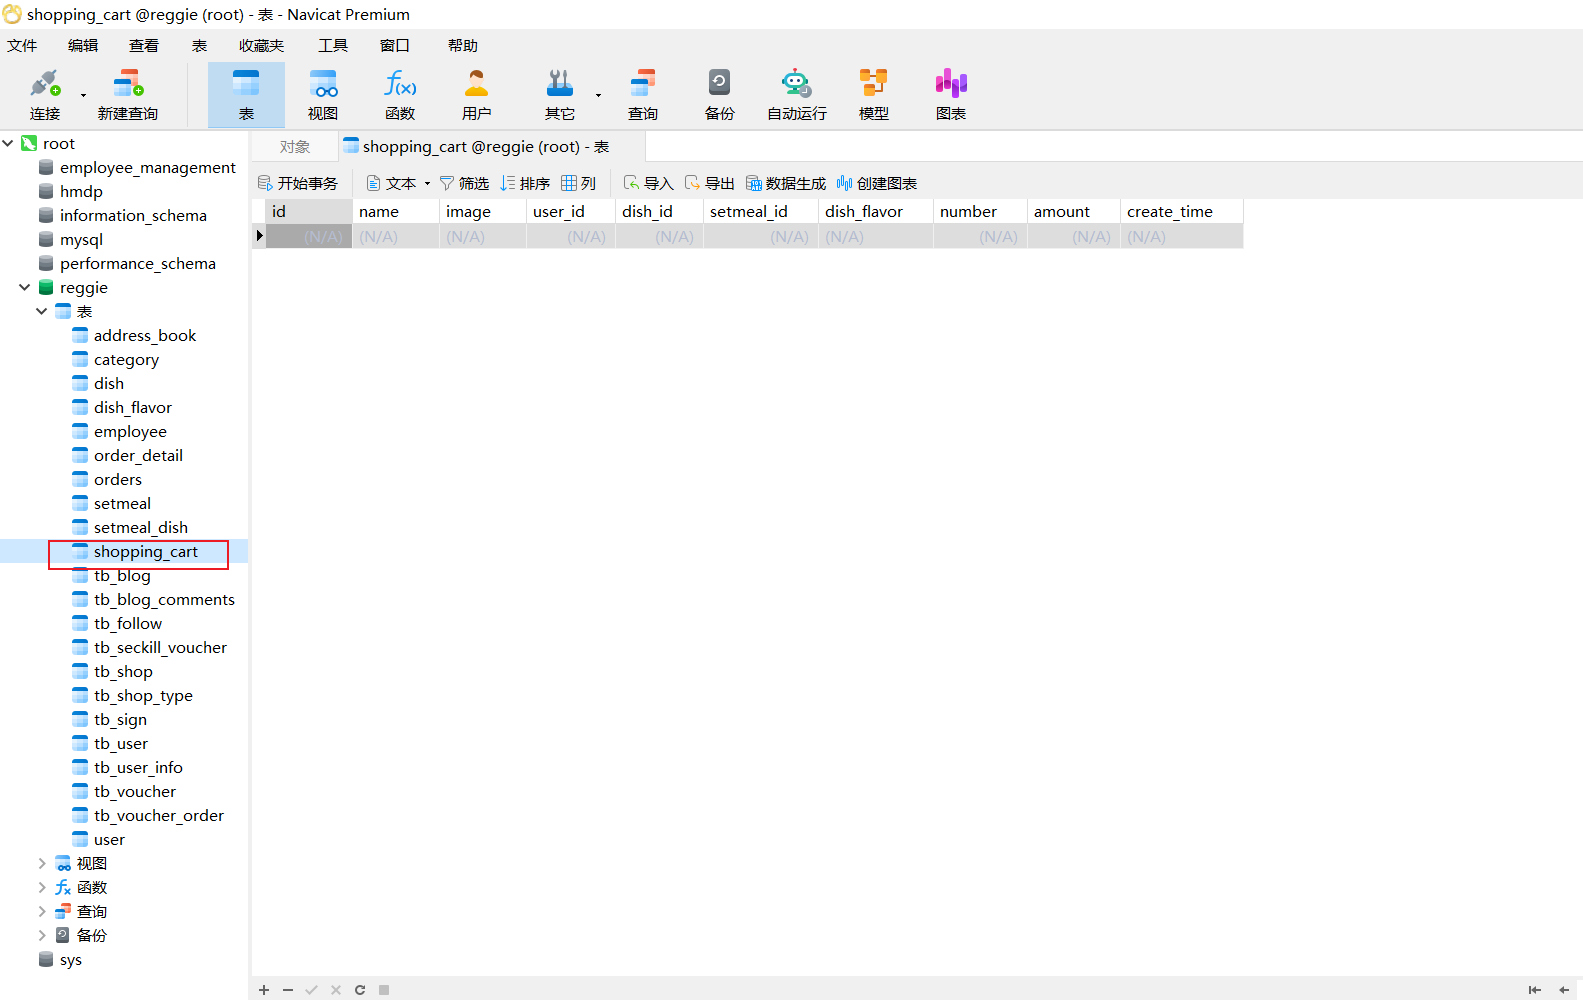 shopping_cart @reggie (root) - 表 - Navicat Premium
文件 编辑 查看 表 收藏夹 工具 窗口 帮助
连接 新建查询 表 视图 函数 用户 其它 查询 备份 自动运行 模型 图表
对象 shopping_cart @reggie (root) - 表
开始事务 文本 筛选 排序 列 导入 导出 数据生成 创建图表
id name image user_id dish_id setmeal_id dish_flavor number amount create_time
(N/A) (N/A) (N/A) (N/A) (N/A) (N/A) (N/A) (N/A) (N/A) (N/A)
root
employee_management
hmdp
information_schema
mysql
performance_schema
reggie
表
address_book
category
dish
dish_flavor
employee
order_detail
orders
setmeal
setmeal_dish
shopping_cart
tb_blog
tb_blog_comments
tb_follow
tb_seckill_voucher
tb_shop
tb_shop_type
tb_sign
tb_user
tb_user_info
tb_voucher
tb_voucher_order
user
视图
函数
查询
备份
sys